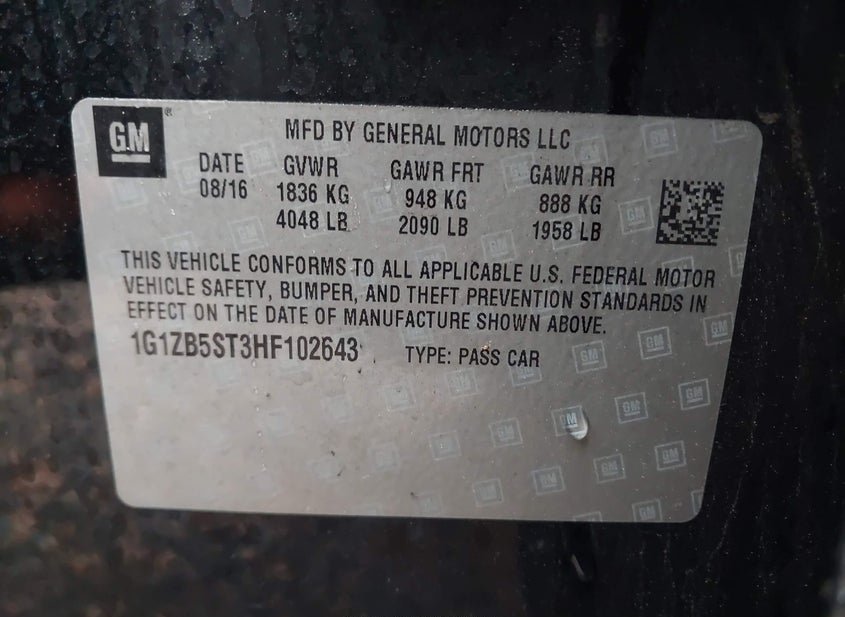 GM®
MFD BY GENERAL MOTORS LLC
DATE GVWR GAWR FRT GAWR RR
08/16 1836 KG 948 KG 888 KG
4048 LB 2090 LB 1958 LB
THIS VEHICLE CONFORMS TO ALL APPLICABLE U.S. FEDERAL MOTOR
VEHICLE SAFETY, BUMPER, AND THEFT PREVENTION STANDARDS IN
EFFECT ON THE DATE OF MANUFACTURE SHOWN ABOVE.
1G1ZB5ST3HF102643 TYPE: PASS CAR